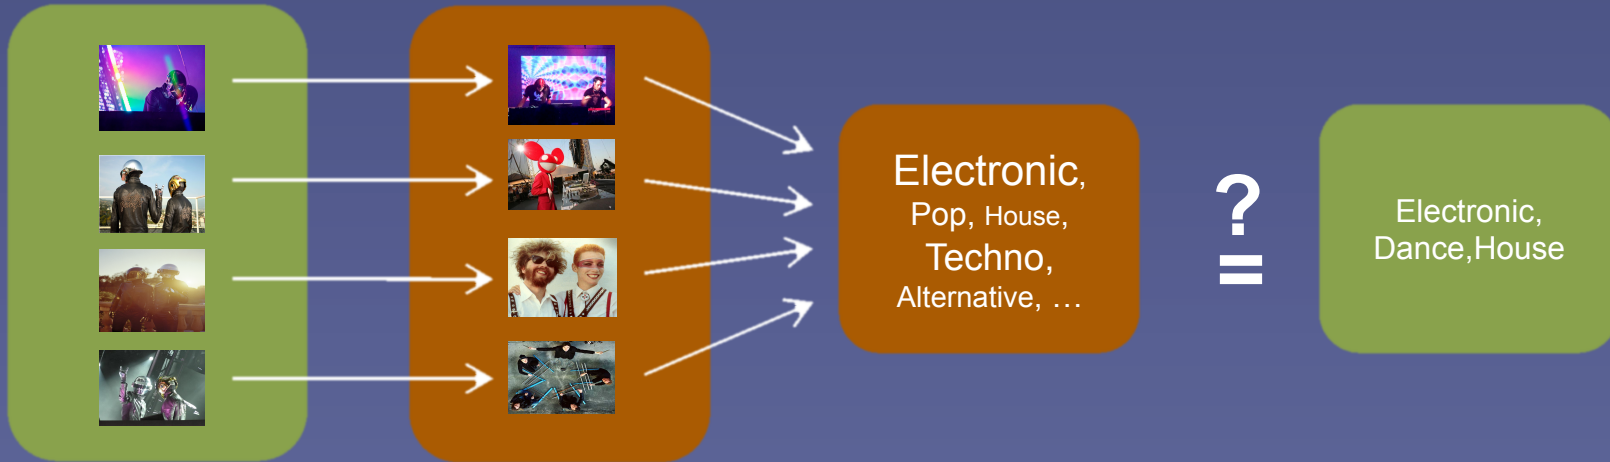 Electronic,
Pop, House,
Techno,
Alternative, …
?
=
Electronic,
Dance,House